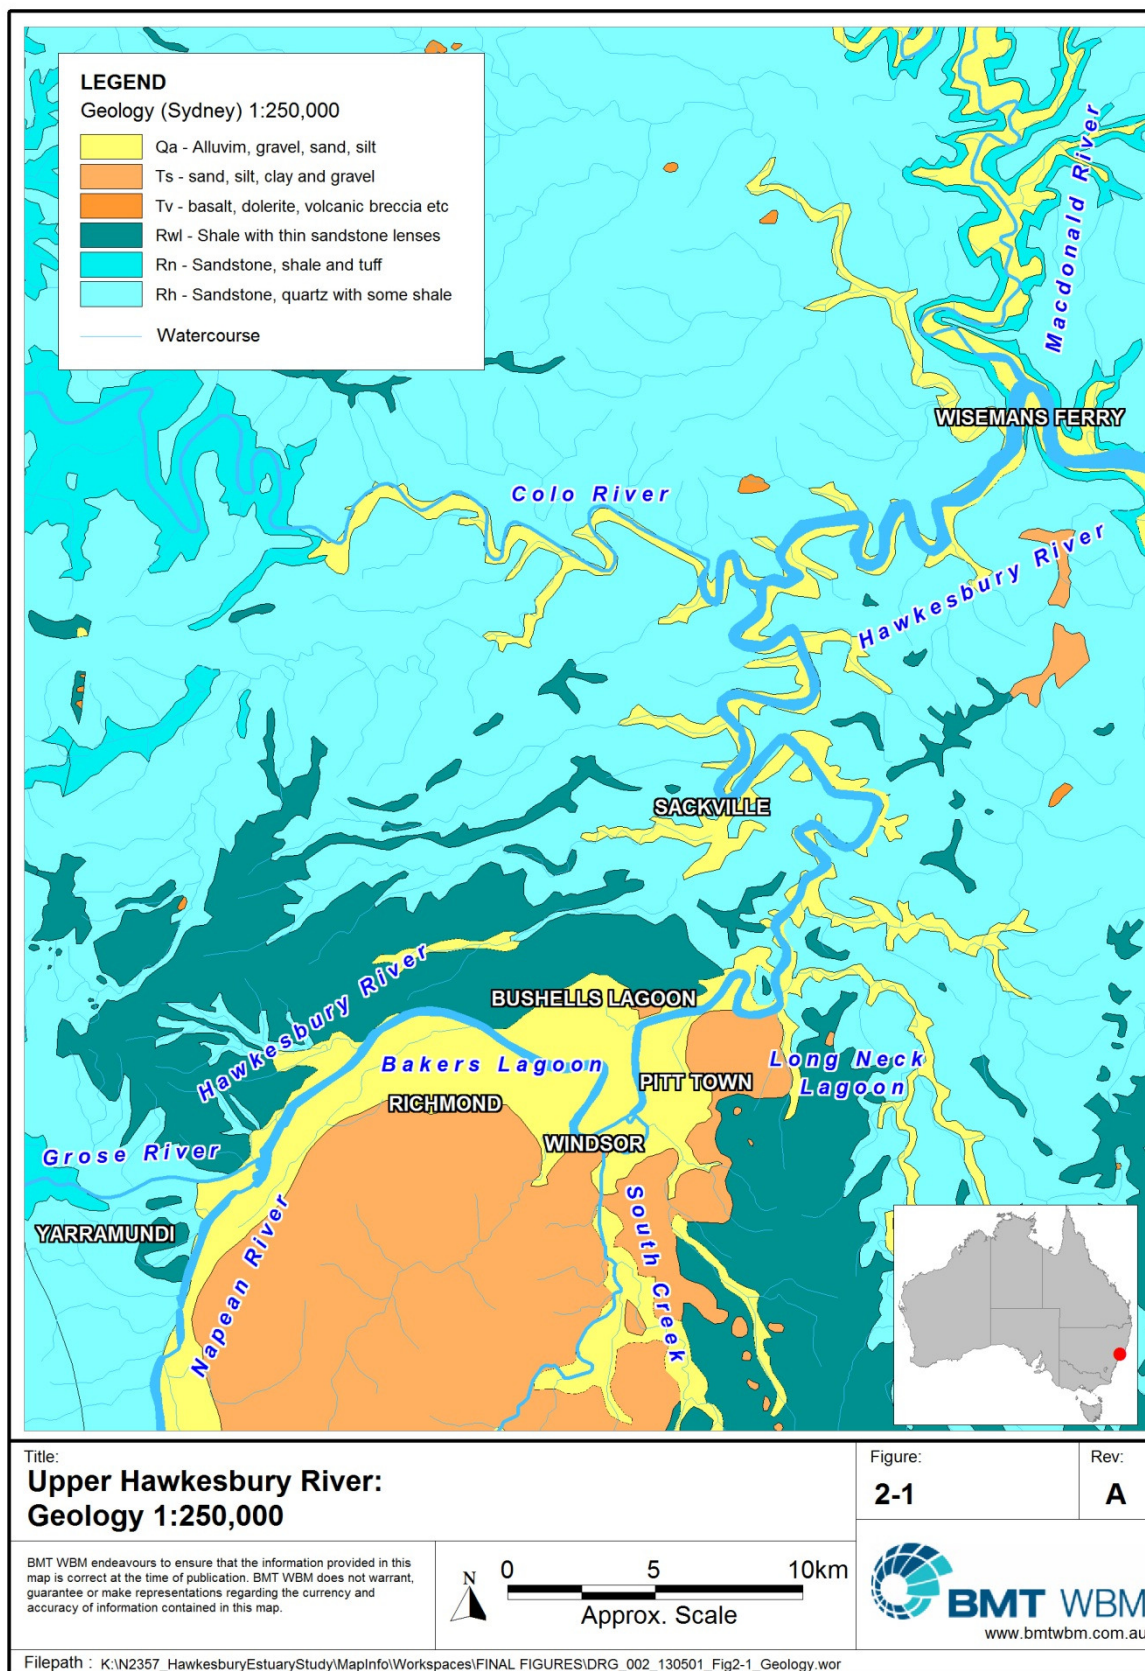 LEGEND
Geology (Sydney) 1:250,000
Qa - Alluvim, gravel, sand, silt
Ts - sand, silt, clay and gravel
Tv - basalt, dolerite, volcanic breccia etc
Rwl - Shale with thin sandstone lenses
Rn - Sandstone, shale and tuff
Rh - Sandstone, quartz with some shale
Watercourse
Macdonald River
WISEMANS FERRY
Colo River
Hawkesbury River
SACKVILLE
Hawkesbury River
BUSHELLS LAGOON
Bakers Lagoon
Long Neck
Lagoon
PITT TOWN
RICHMOND
WINDSOR
Grose River
YARRAMUNDI
Napean River
South Creek
Title:
Upper Hawkesbury River:
Geology 1:250,000
Figure:
2-1
Rev:
A
BMT WBM endeavours to ensure that the information provided in this
map is correct at the time of publication. BMT WBM does not warrant,
guarantee or make representations regarding the currency and
accuracy of information contained in this map.
N
0 5 10km
Approx. Scale
BMT WBM
www.bmtwbm.com.au
Filepath : K:\N2357_HawkesburyEstuaryStudy\MapInfo\Workspaces\FINAL FIGURES\DRG_002_130501_Fig2-1_Geology.wor